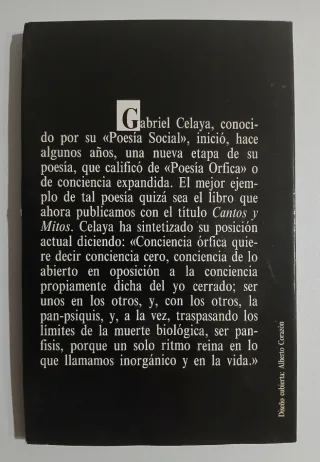 Gabriel Celaya, conoci-
do por su «Poesía Social», inició, hace
algunos años, una nueva etapa de su
poesía, que calificó de «Poesía Orfica» o
de conciencia expandida. El mejor ejem-
plo de tal poesía quizá sea el libro que
ahora publicamos con el título Cantos y
Mitos. Celaya ha sintetizado su posición
actual diciendo: «Conciencia órfica quie-
re decir conciencia cero, conciencia de lo
abierto en oposición a la conciencia
propiamente dicha del yo cerrado; ser
unos en los otros, y, con los otros, la
pan-psiquis, y, a la vez, traspasando los
límites de la muerte biológica, ser pan-
fisis, porque un solo ritmo reina en lo
que llamamos inorgánico y en la vida.»
Diseño cubierta: Alberto Corazón